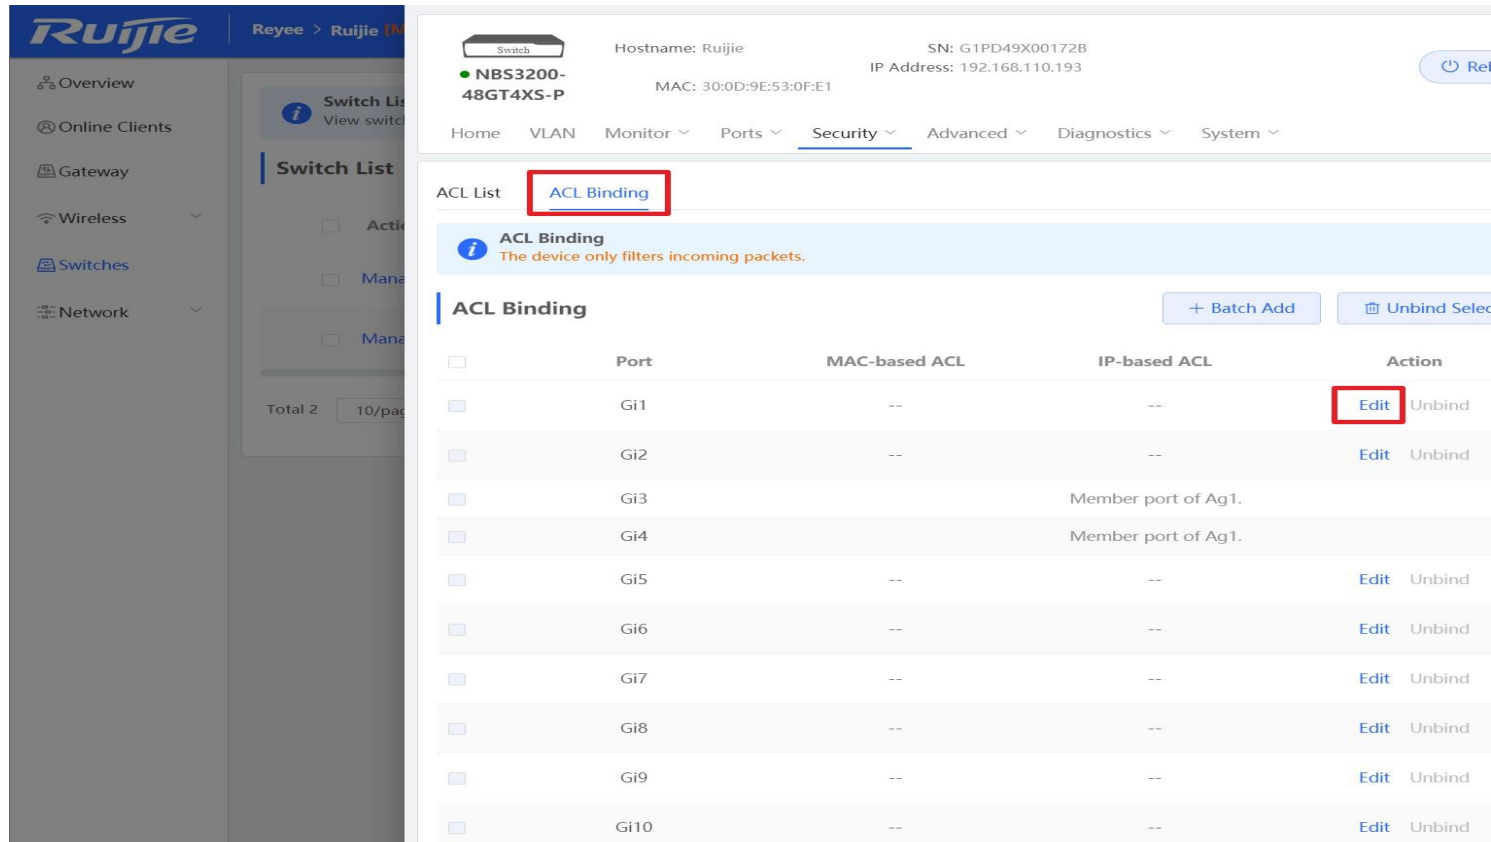 Ruijie
Reyee > Ruijie [M
Overview
Online Clients
Gateway
Wireless
Switches
Network
Switch Lis
View switc
Switch List
Actio
Mana
Mana
Total 2 10/pag
Switch
NBS3200-
48GT4XS-P
Hostname: Ruijie
SN: G1PD49X00172B
MAC: 30:0D:9E:53:0F:E1
IP Address: 192.168.110.193
Reb
Home VLAN Monitor Ports Security Advanced Diagnostics System
ACL List ACL Binding
ACL Binding
The device only filters incoming packets.
ACL Binding
+ Batch Add Unbind Selec
Port MAC-based ACL IP-based ACL Action
Gi1 -- -- Edit Unbind
Gi2 -- -- Edit Unbind
Gi3 Member port of Ag1.
Gi4 Member port of Ag1.
Gi5 -- -- Edit Unbind
Gi6 -- -- Edit Unbind
Gi7 -- -- Edit Unbind
Gi8 -- -- Edit Unbind
Gi9 -- -- Edit Unbind
Gi10 -- -- Edit Unbind